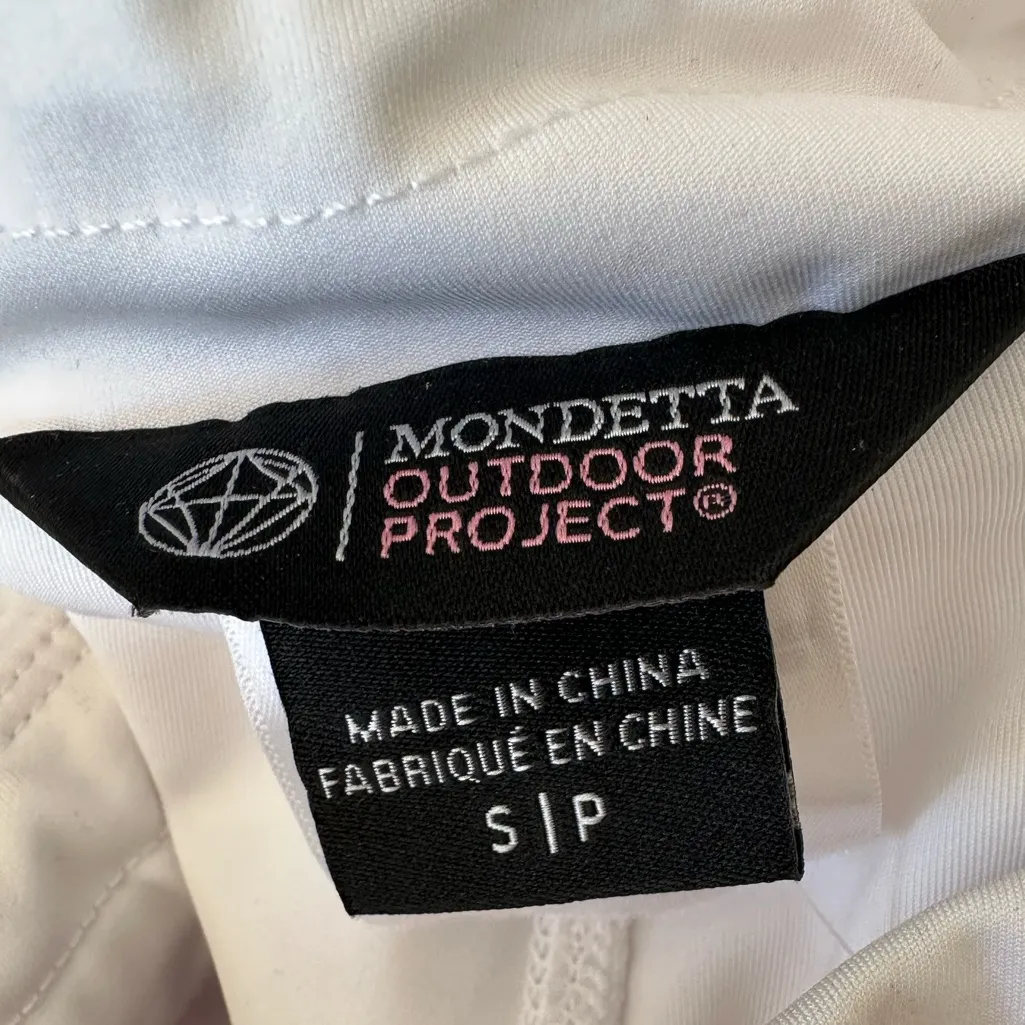 MONDETTA
OUTDOOR
PROJECT®
MADE IN CHINA
FABRIQUÉ EN CHINE
S|P